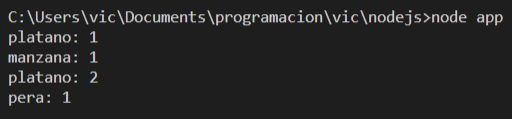 C:\Users\vic\Documents\programacion\vic\nodejs>node app
platano: 1
manzana: 1
platano: 2
pera: 1